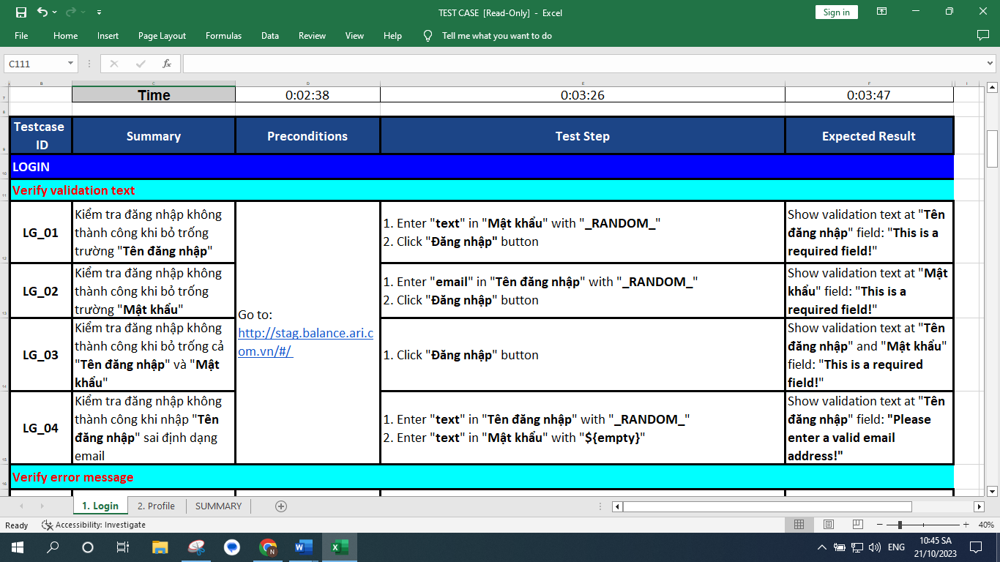 TEST CASE [Read-Only] - Excel
Sign in
File Home Insert Page Layout Formulas Data Review View Help Tell me what you want to do
C111
fx
B C D E F
7 Time 0:02:38 0:03:26 0:03:47
8
Testcase
ID
Summary
Preconditions
Test Step
Expected Result
9
10 LOGIN
11 Verify validation text
LG_01
Kiểm tra đăng nhập không
thành công khi bỏ trống
trường "Tên đăng nhập"
Go to:
http://stag.balance.ari.c
om.vn/#/
1. Enter "text" in "Mật khẩu" with "_RANDOM_"
2. Click "Đăng nhập" button
Show validation text at "Tên
đăng nhập" field: "This is a
required field!"
12
LG_02
Kiểm tra đăng nhập không
thành công khi bỏ trống
trường "Mật khẩu"
1. Enter "email" in "Tên đăng nhập" with "_RANDOM_"
2. Click "Đăng nhập" button
Show validation text at "Mật
khẩu" field: "This is a
required field!"
13
LG_03
Kiểm tra đăng nhập không
thành công khi bỏ trống cả
"Tên đăng nhập" và "Mật
khẩu"
1. Click "Đăng nhập" button
Show validation text at "Tên
đăng nhập" and "Mật khẩu"
field: "This is a required
field!"
14
LG_04
Kiểm tra đăng nhập không
thành công khi nhập "Tên
đăng nhập" sai định dạng
email
1. Enter "text" in "Tên đăng nhập" with "_RANDOM_"
2. Enter "text" in "Mật khẩu" with "${empty}"
Show validation text at "Tên
đăng nhập" field: "Please
enter a valid email
address!"
15
16 Verify error message
1. Login 2. Profile SUMMARY
Ready Accessibility: Investigate 40%
N
ENG
10:45 SA
21/10/2023